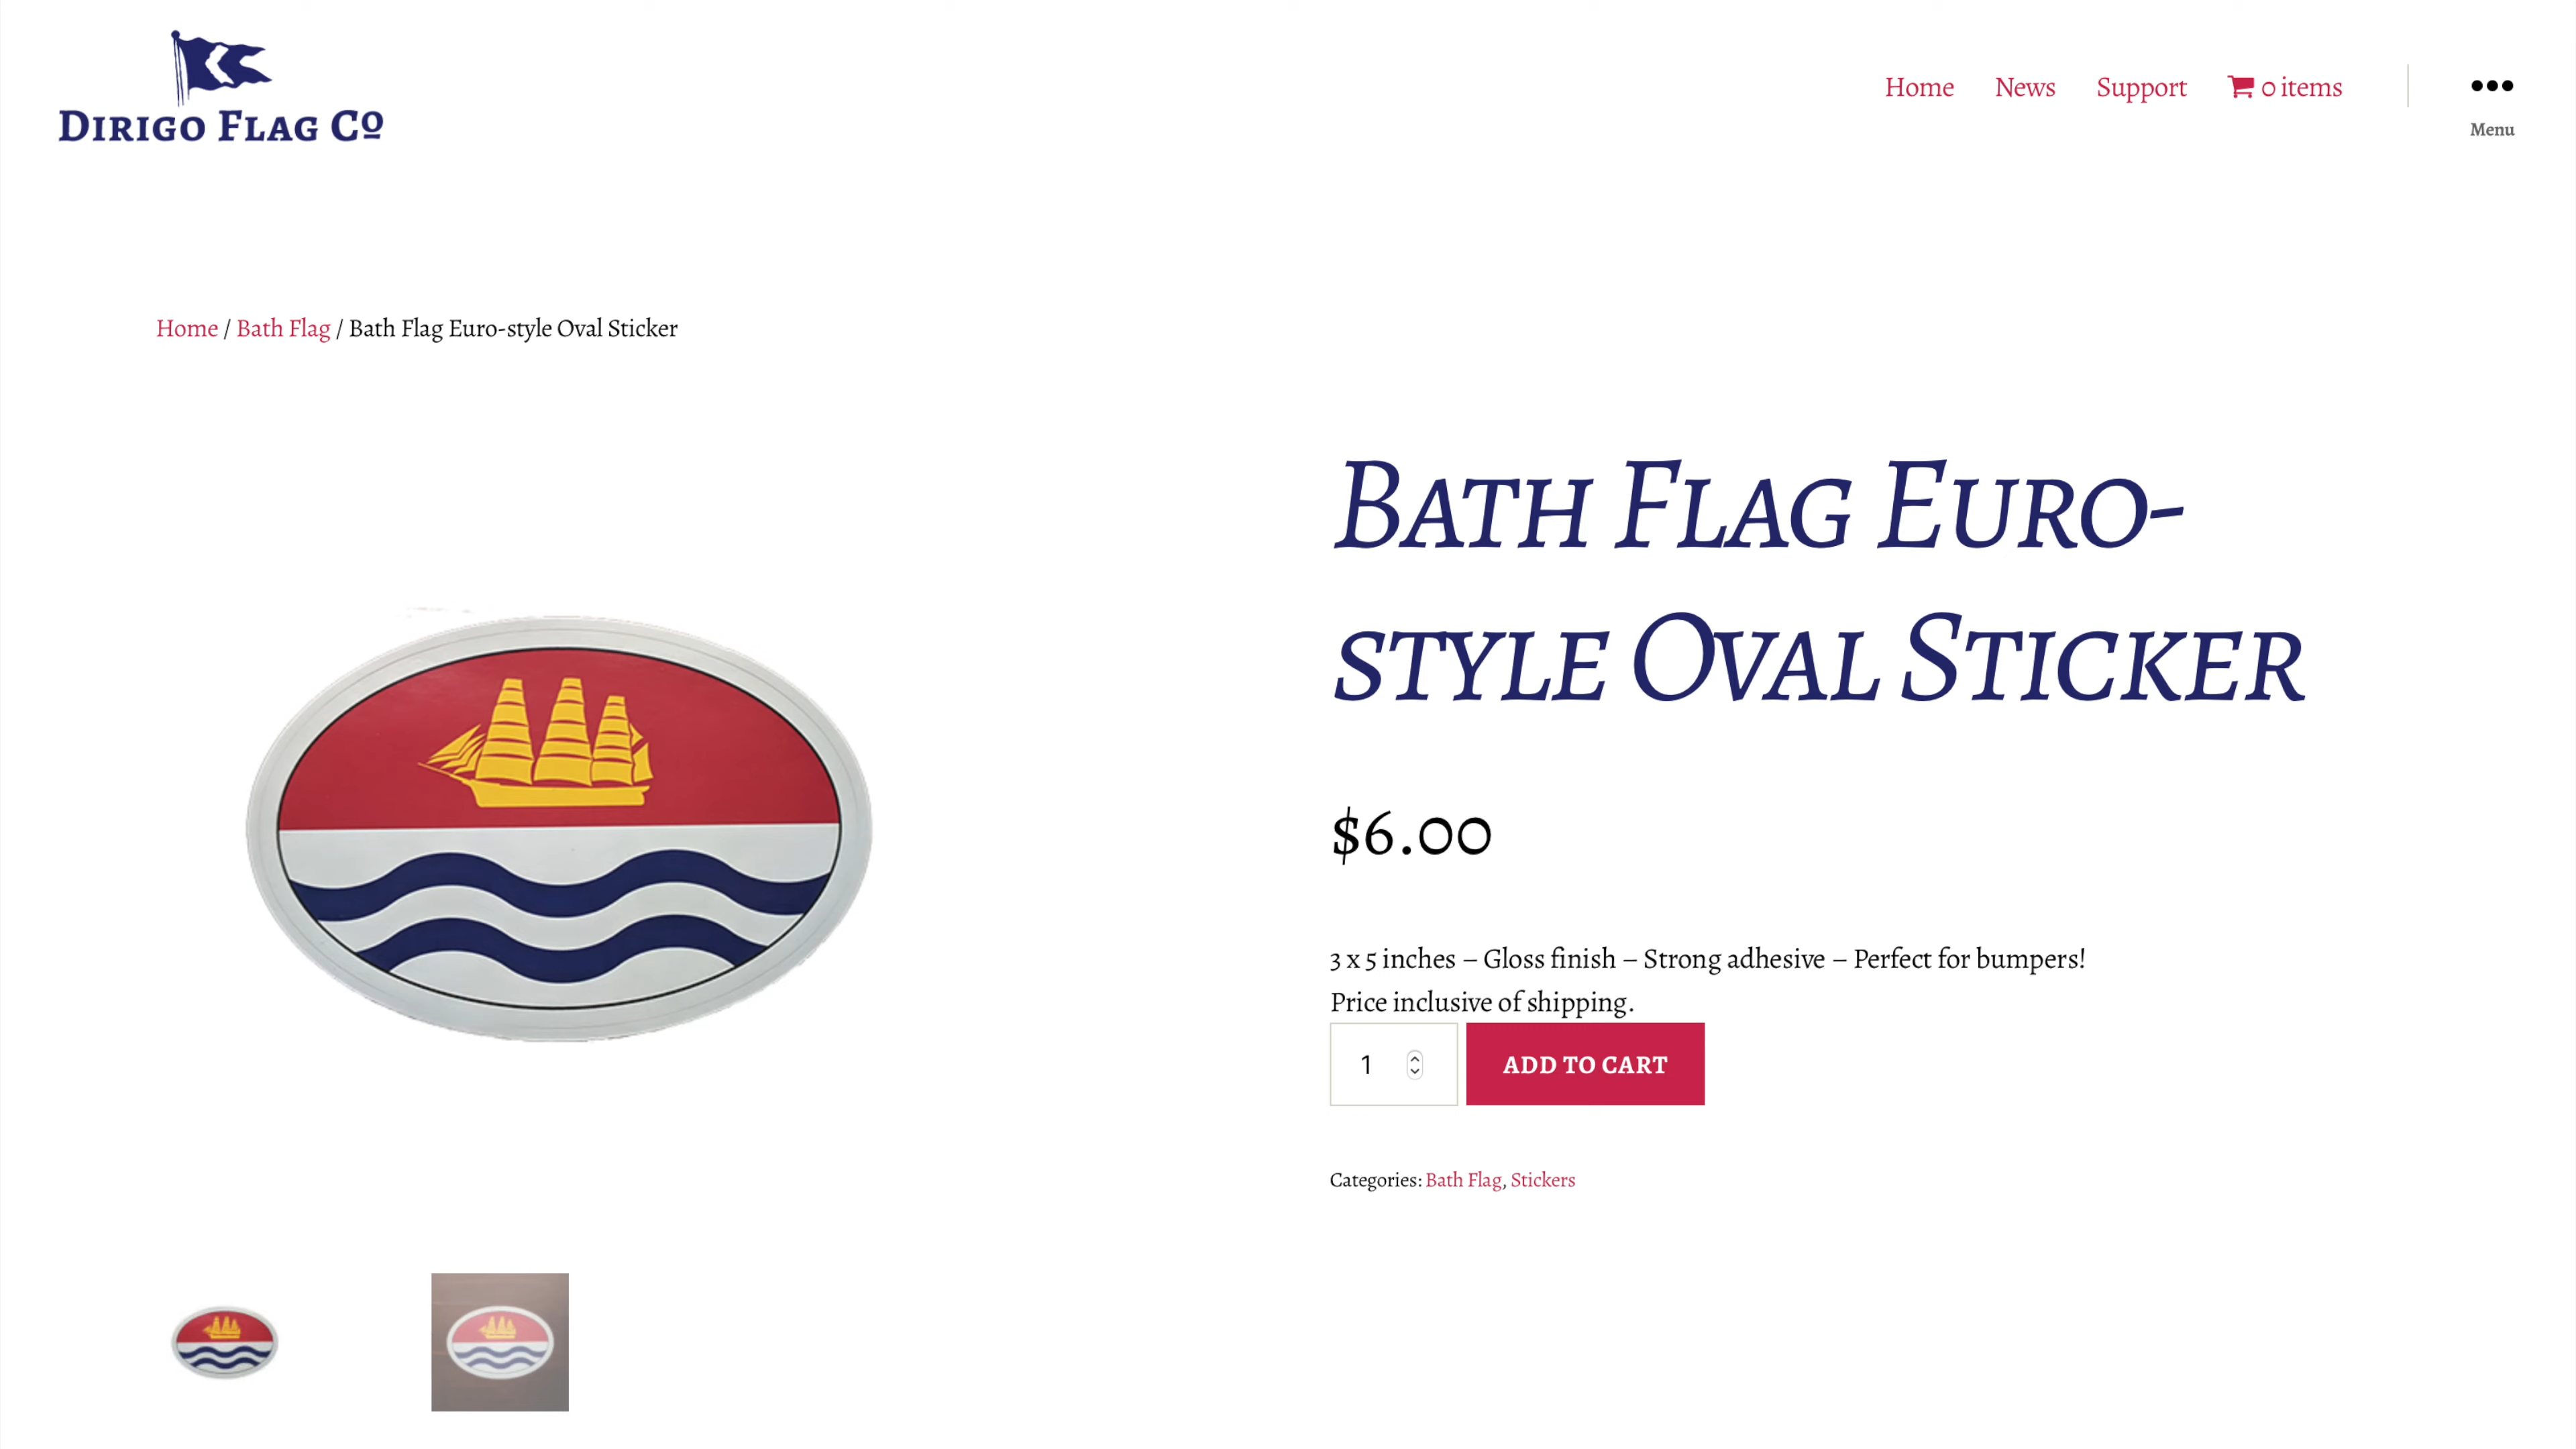 DIRIGO FLAG Cº
Home News Support 0 items
Menu
Home / Bath Flag / Bath Flag Euro-style Oval Sticker
BATH FLAG EURO-
STYLE OVAL STICKER
$6.00
3 x 5 inches – Gloss finish – Strong adhesive – Perfect for bumpers!
Price inclusive of shipping.
1 ADD TO CART
Categories: Bath Flag, Stickers